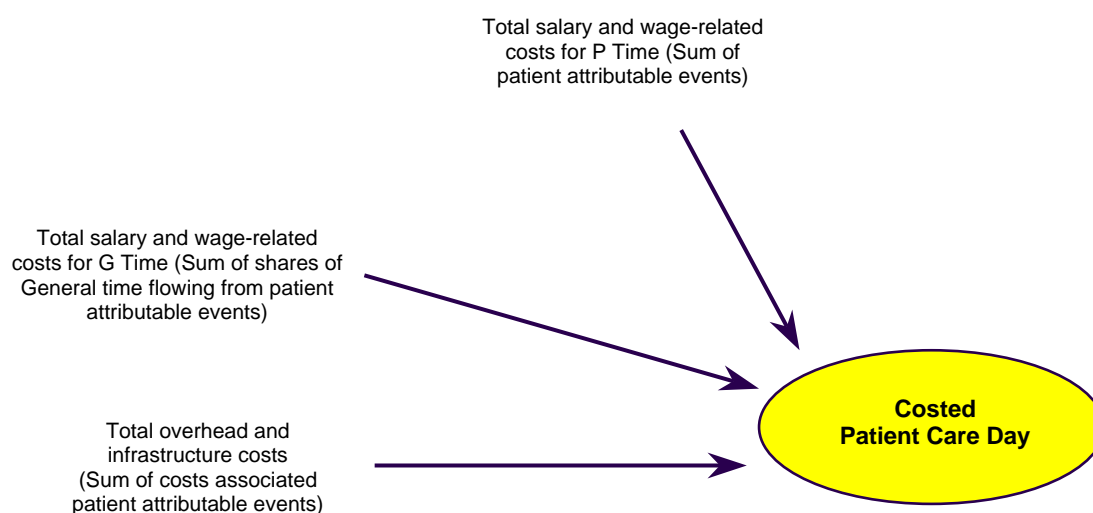 Total salary and wage-related
costs for P Time (Sum of
patient attributable events)
Total salary and wage-related
costs for G Time (Sum of shares of
General time flowing from patient
attributable events)
Costed
Patient Care Day
Total overhead and
infrastructure costs
(Sum of costs associated
patient attributable events)